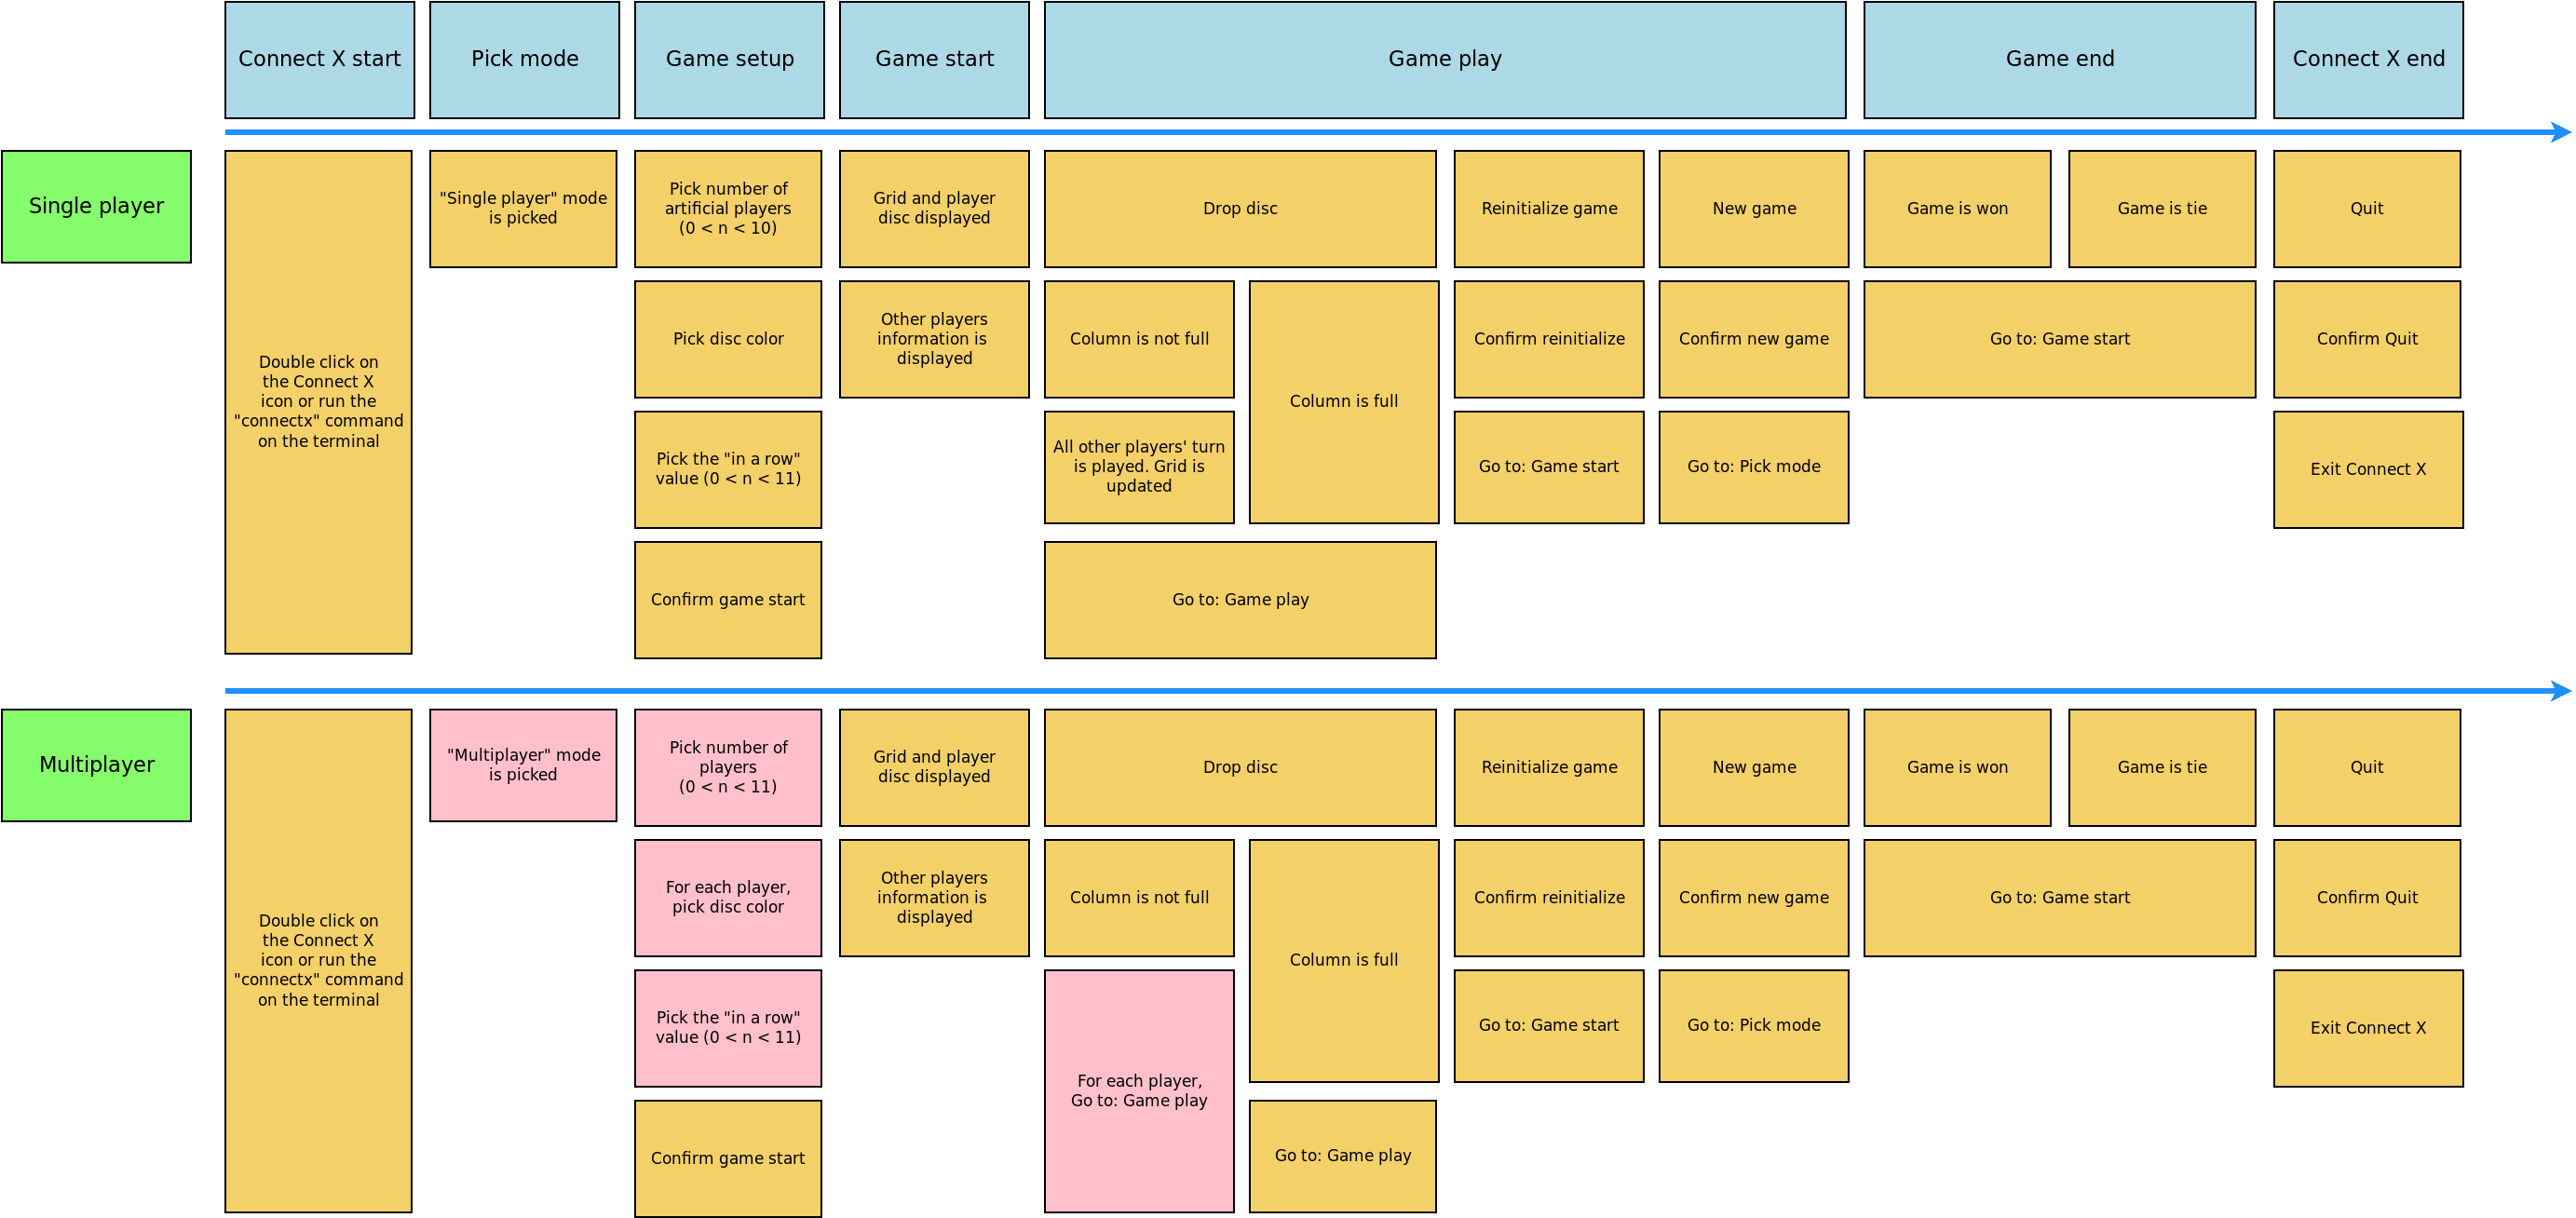 Connect X start
Pick mode
Game setup
Game start
Game play
Game end
Connect X end
Single player
Double click on
the Connect X
icon or run the
"connectx" command
on the terminal
"Single player" mode
is picked
Pick number of
artificial players
(0 < n < 10)
Pick disc color
Pick the "in a row"
value (0 < n < 11)
Confirm game start
Grid and player
disc displayed
Other players
information is
displayed
Drop disc
Column is not full
All other players' turn
is played. Grid is
updated
Column is full
Go to: Game play
Reinitialize game
Confirm reinitialize
Go to: Game start
New game
Confirm new game
Go to: Pick mode
Game is won
Game is tie
Go to: Game start
Quit
Confirm Quit
Exit Connect X
Multiplayer
Double click on
the Connect X
icon or run the
"connectx" command
on the terminal
"Multiplayer" mode
is picked
Pick number of
players
(0 < n < 11)
For each player,
pick disc color
Pick the "in a row"
value (0 < n < 11)
Confirm game start
Grid and player
disc displayed
Other players
information is
displayed
Drop disc
Column is not full
For each player,
Go to: Game play
Column is full
Go to: Game play
Reinitialize game
Confirm reinitialize
Go to: Game start
New game
Confirm new game
Go to: Pick mode
Game is won
Game is tie
Go to: Game start
Quit
Confirm Quit
Exit Connect X